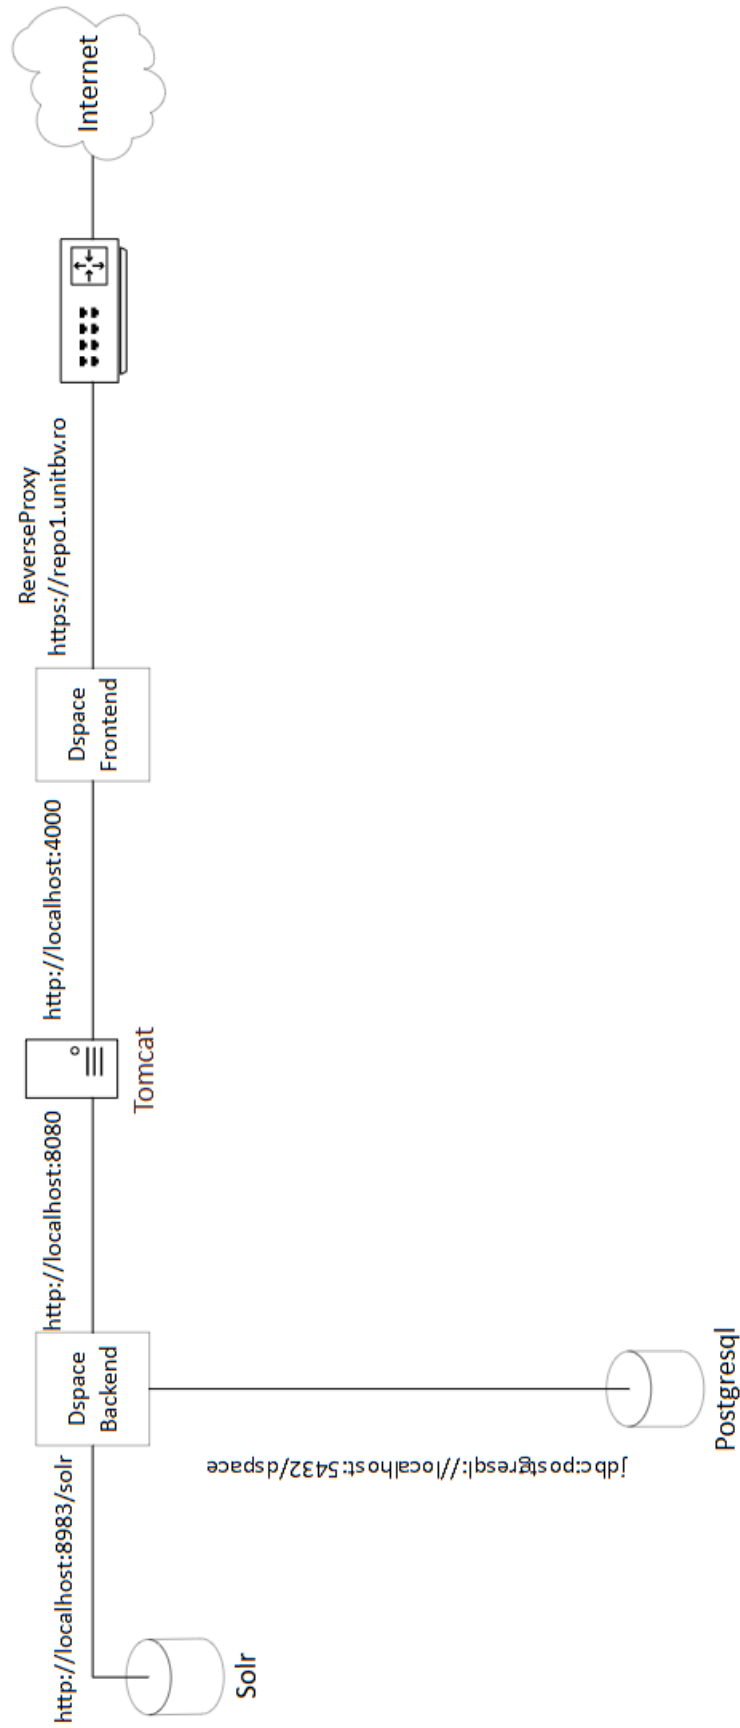 http://localhost:8983/solr
Solr
Dspace
Backend
jdbc:postgresql://localhost:5432/dspace
Postgresql
http://localhost:8080
Tomcat
http://localhost:4000
Dspace
Frontend
ReverseProxy
https://repo1.unitbv.ro
Internet